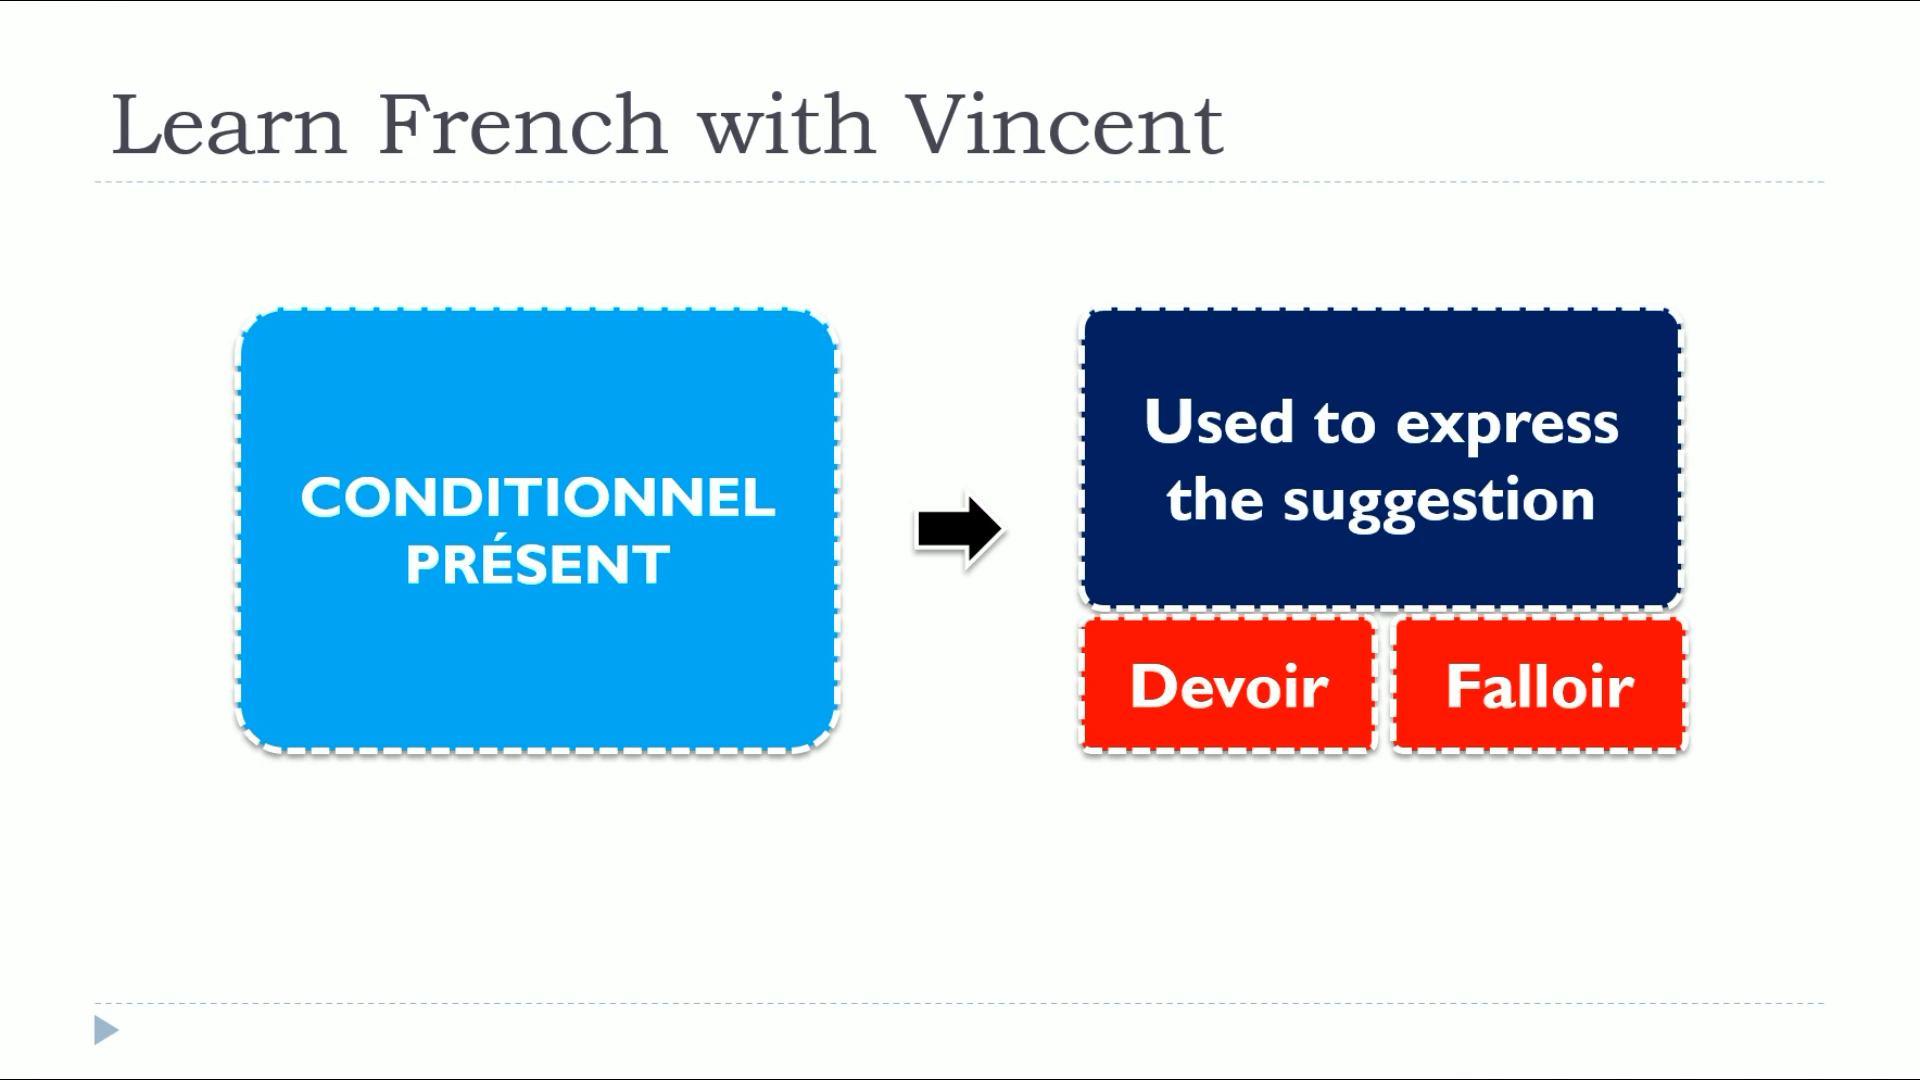 Learn French with Vincent
CONDITIONNEL
PRÉSENT
Used to express
the suggestion
Devoir
Falloir